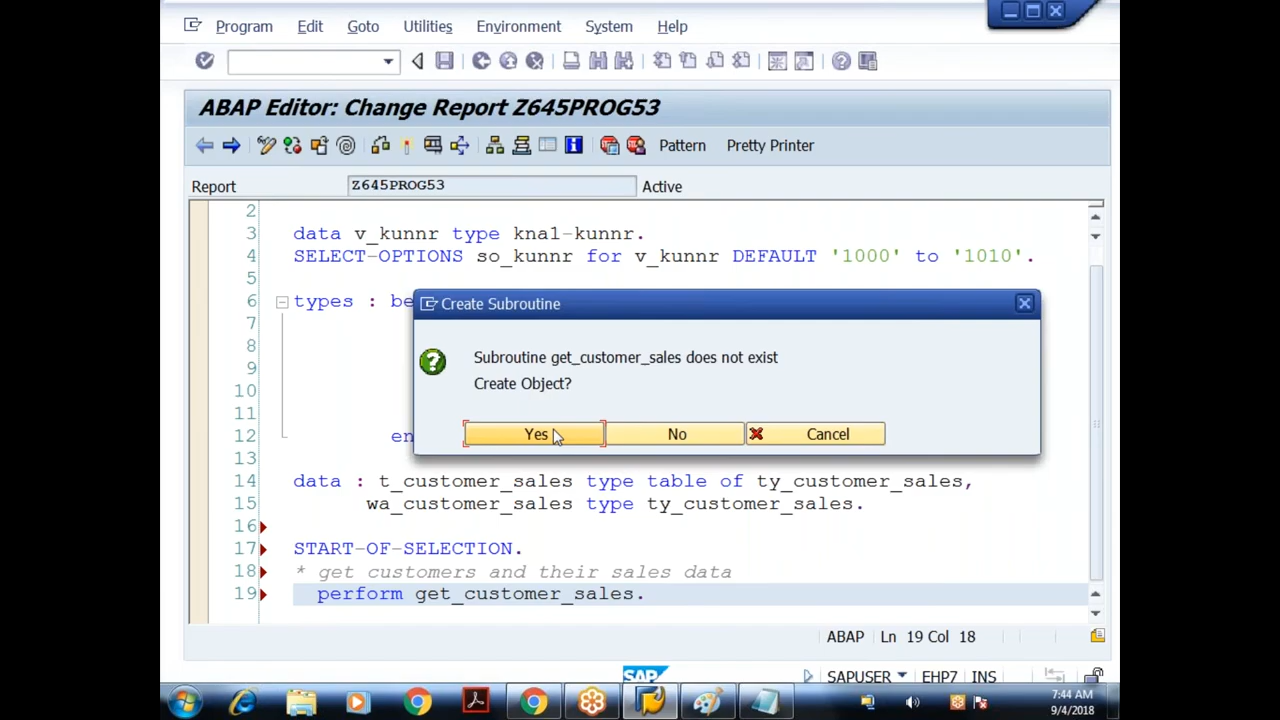 Program Edit Goto Utilities Environment System Help
ABAP Editor: Change Report Z645PROG53
Pattern Pretty Printer
Report Z645PROG53 Active
2
3 data v_kunnr type kna1-kunnr.
4 SELECT-OPTIONS so_kunnr for v_kunnr DEFAULT '1000' to '1010'.
5
6 types : be
Create Subroutine
7
8
Subroutine get_customer_sales does not exist
9
Create Object?
10
11
12 en
Yes No Cancel
13
14 data : t_customer_sales type table of ty_customer_sales,
15 wa_customer_sales type ty_customer_sales.
16
17 START-OF-SELECTION.
18 * get customers and their sales data
19 perform get_customer_sales.
ABAP Ln 19 Col 18
SAP SAPUSER EHP7 INS
7:44 AM
9/4/2018